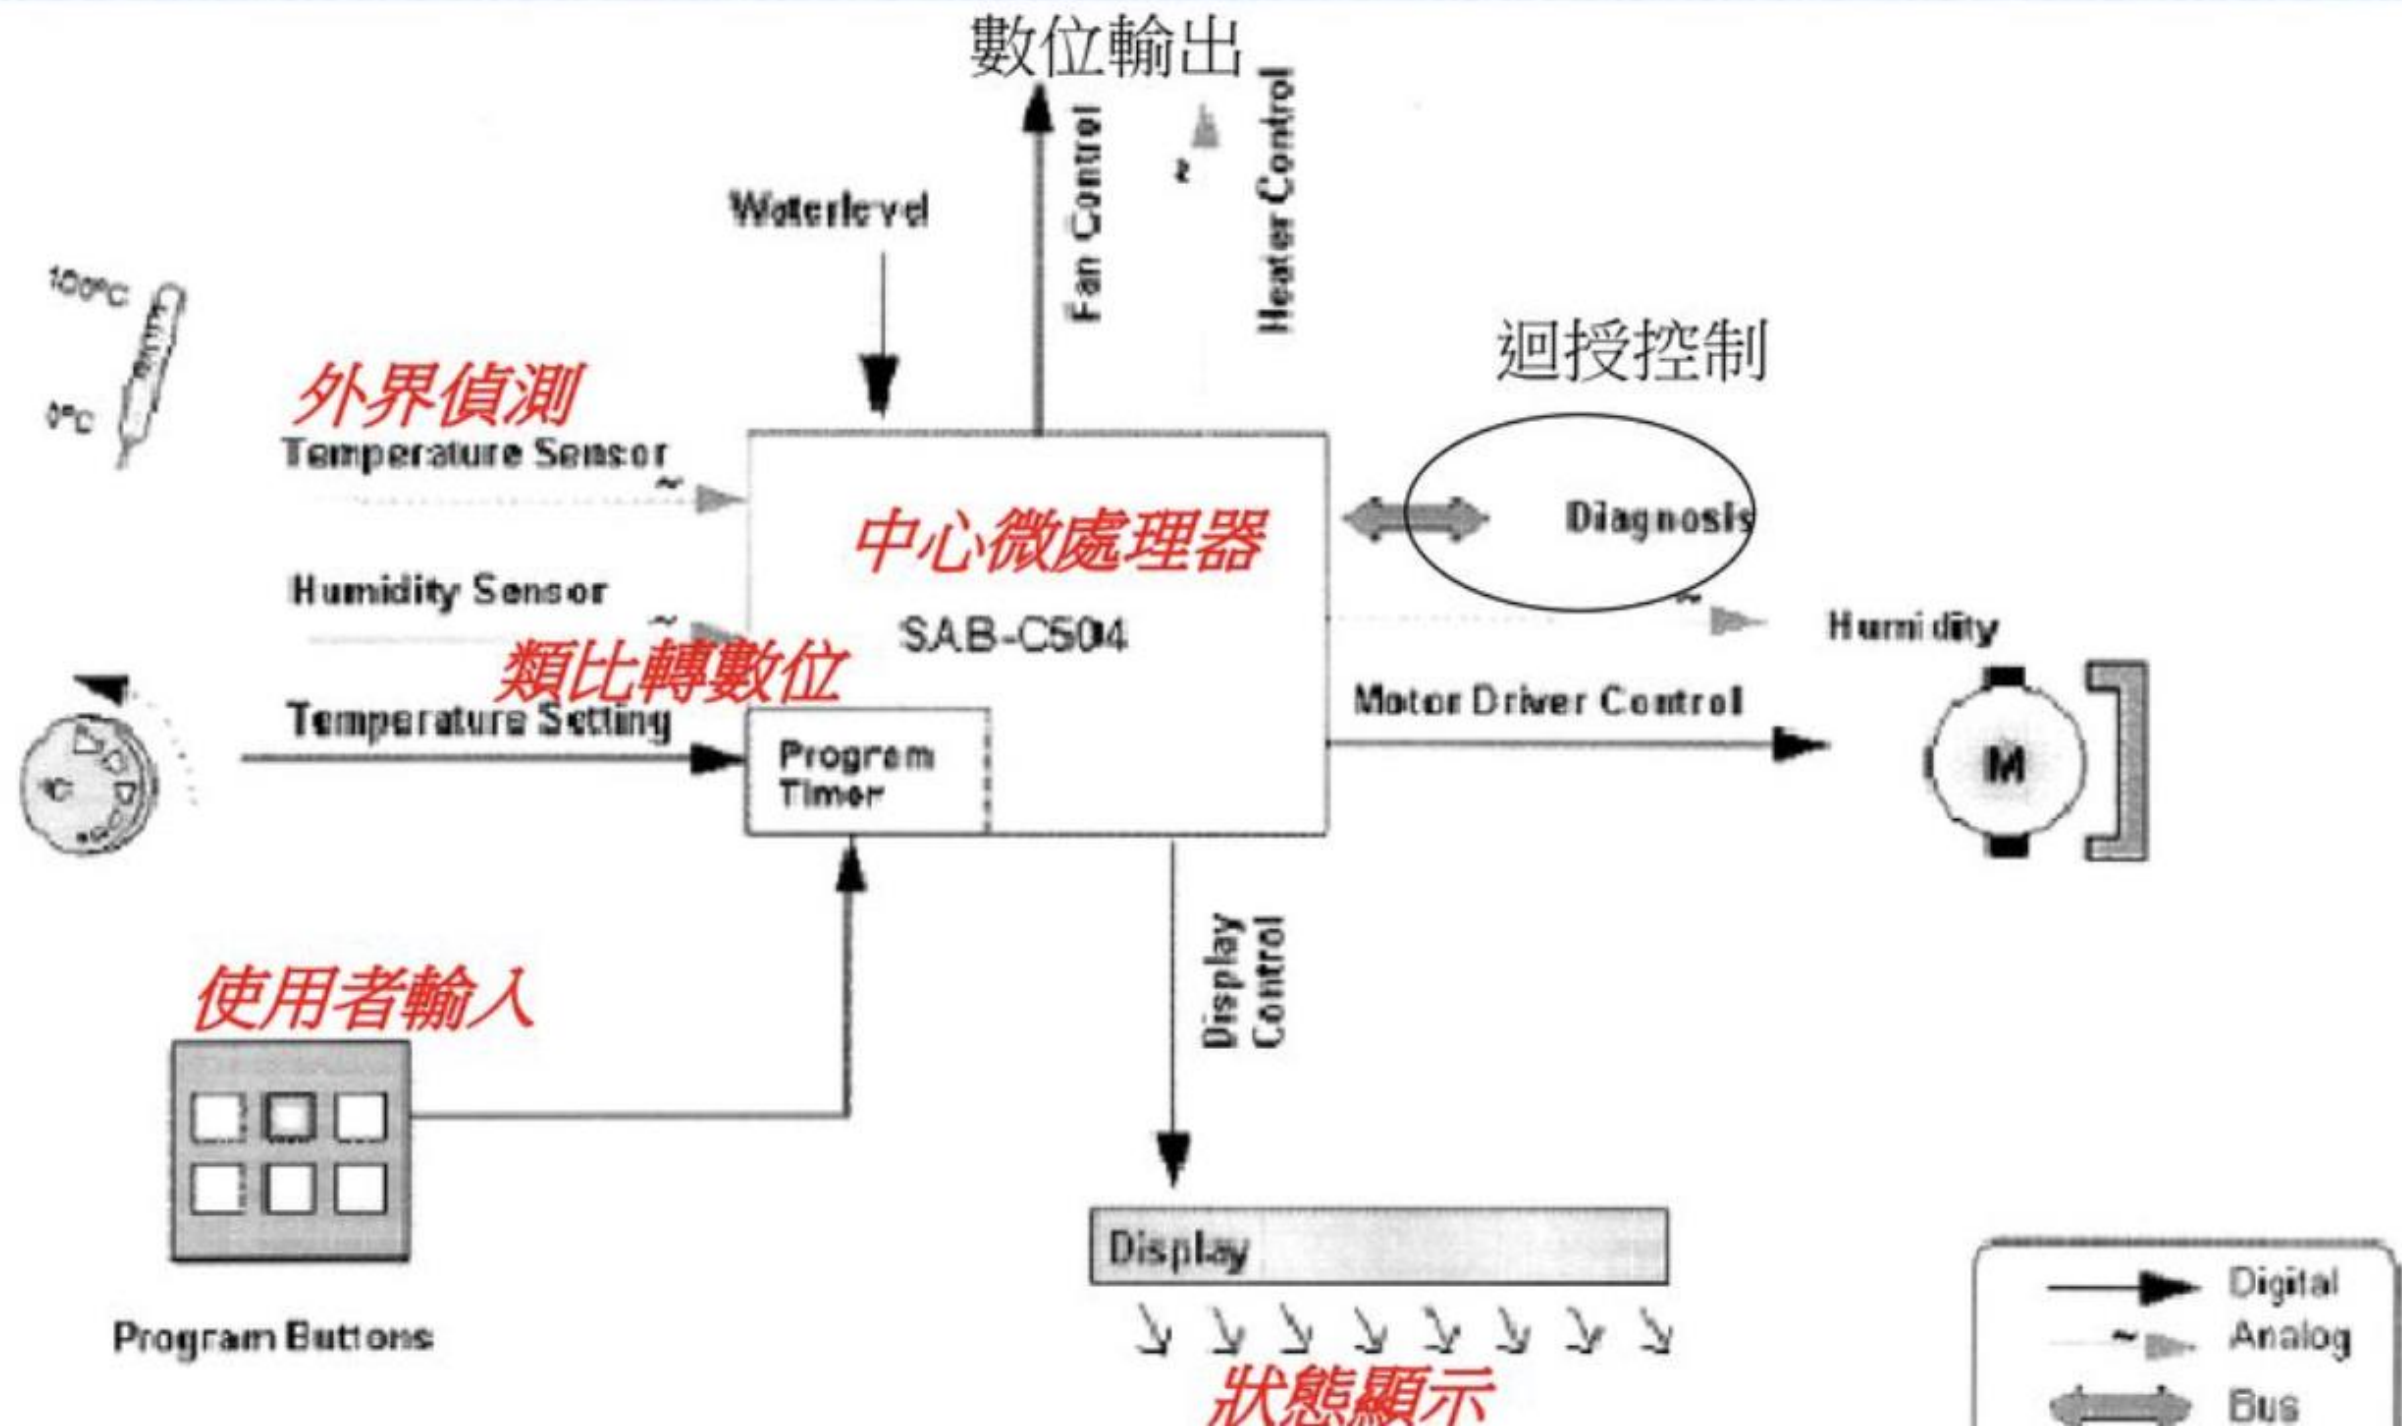 數位輸出
Fan Control
Heater Control
Waterlevel
100°C
0°C
外界偵測
Temperature Sensor
~
迴授控制
Diagnosis
中心微處理器
SAB-C504
Humidity Sensor
~
類比轉數位
Temperature Setting
Program
Timer
~
Humidity
Motor Driver Control
M
°C
~
使用者輸入
Program Buttons
Display
Control
Display
狀態顯示
Digital
~ Analog
Bus